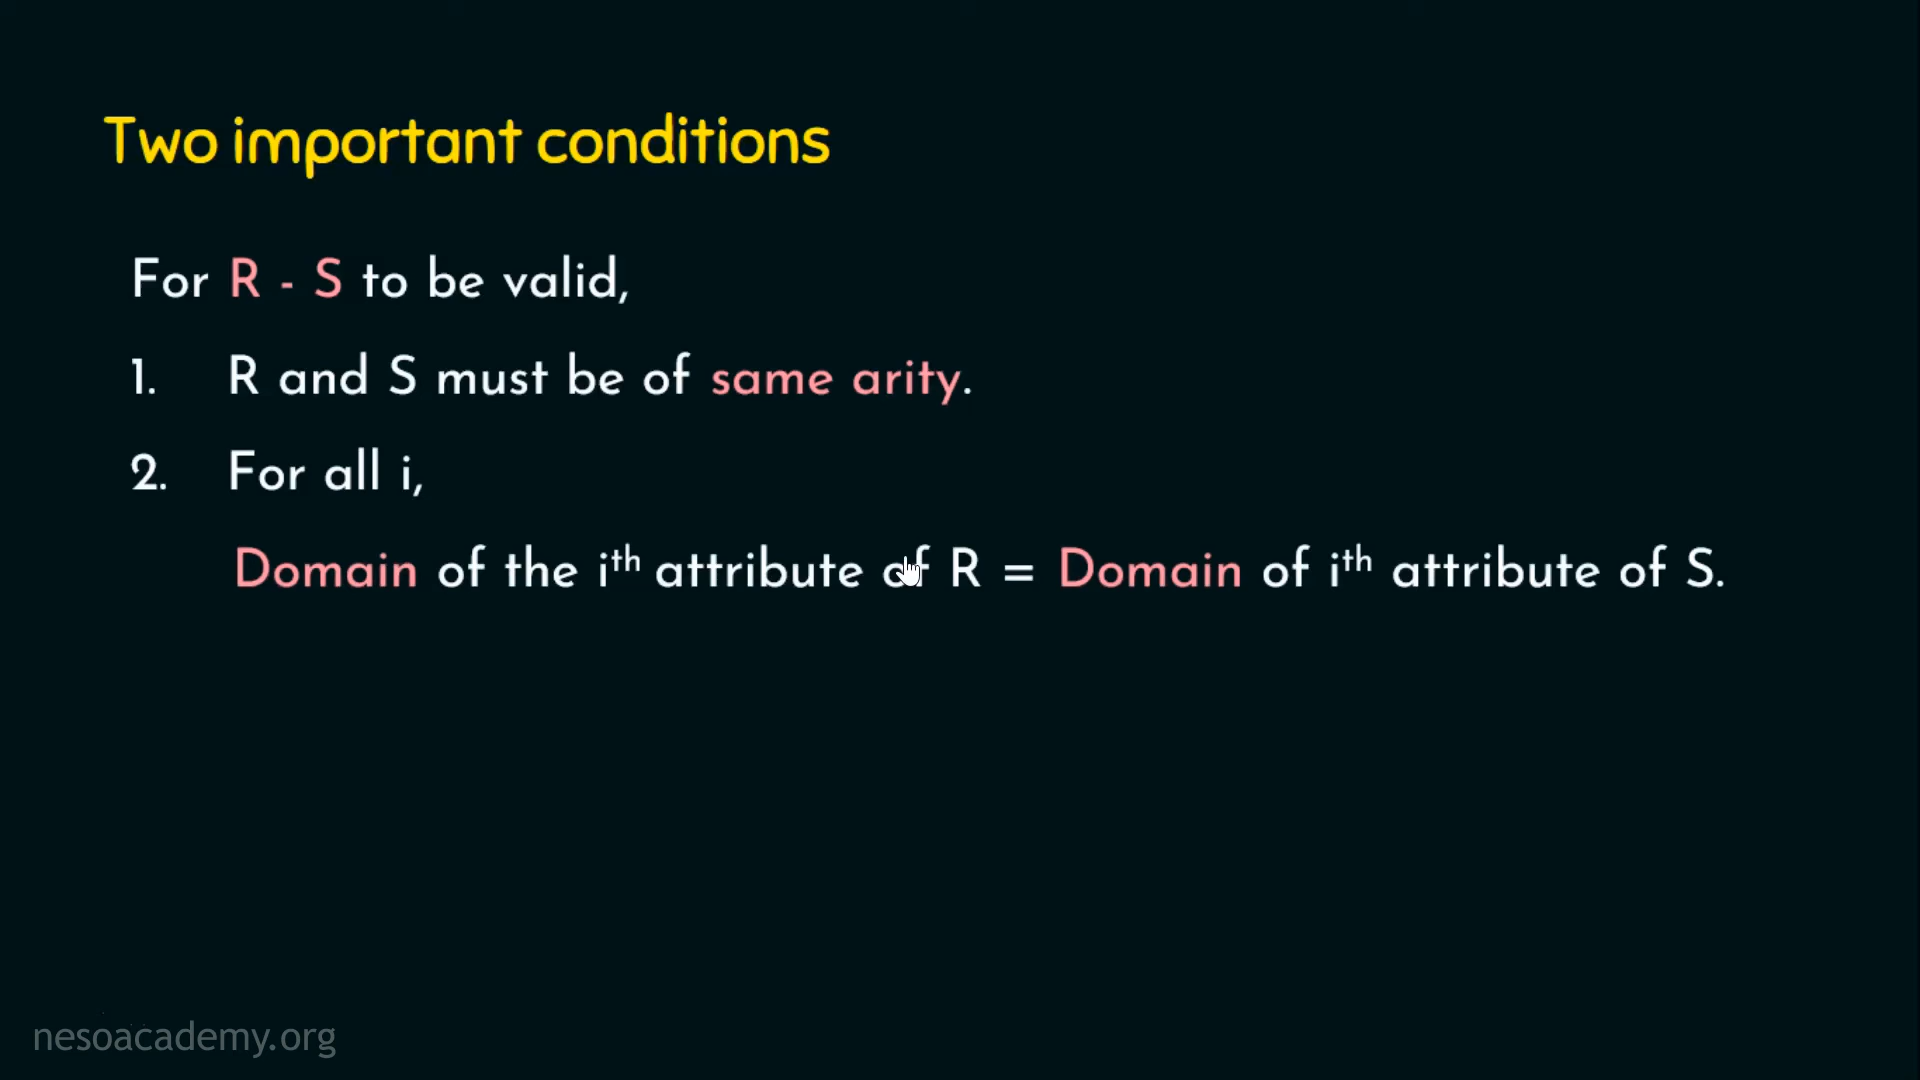 Two important conditions
For R - S to be valid,
1. R and S must be of same arity.
2. For all i,
Domain of the iᵗʰ attribute of R = Domain of iᵗʰ attribute of S.
nesoacademy.org